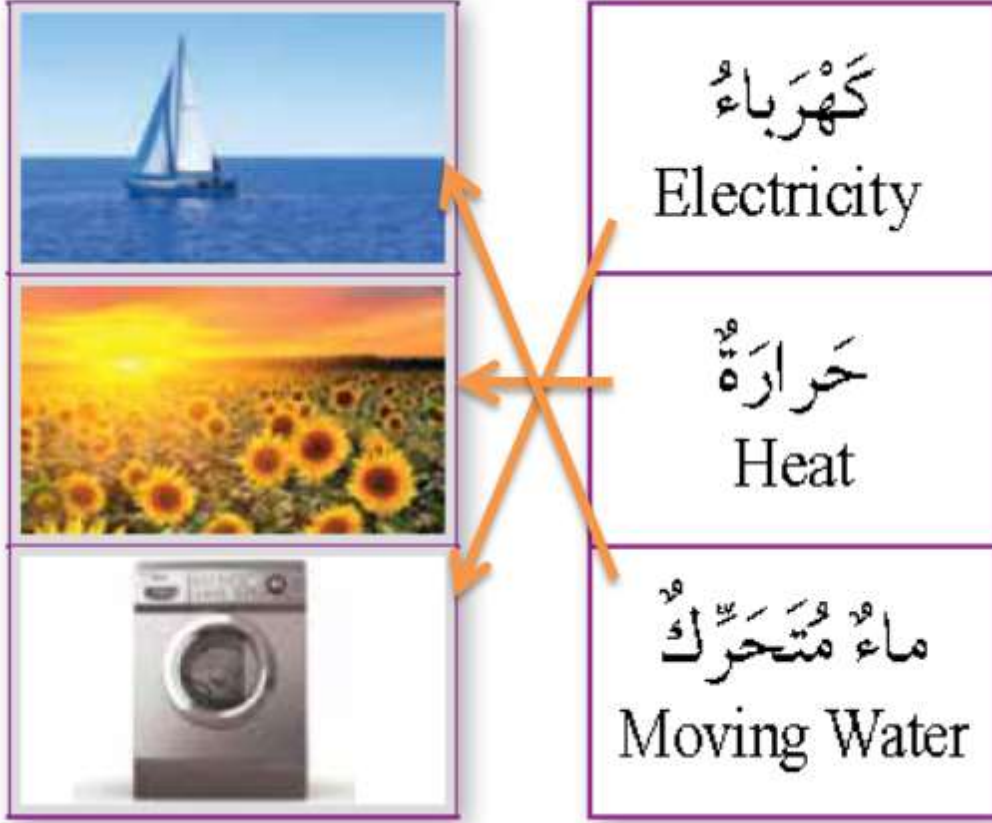 كَهْرَباءُ
Electricity
حَرارَةٌ
Heat
ماءٌ مُتَحَرِّكٌ
Moving Water